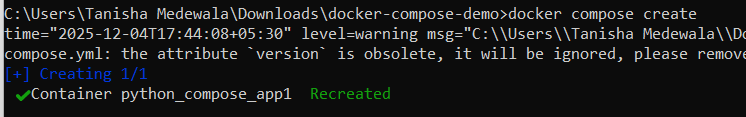 C:\Users\Tanisha Medewala\Downloads\docker-compose-demo>docker compose create
time="2025-12-04T17:44:08+05:30" level=warning msg="C:\\Users\\Tanisha Medewala\\Do
compose.yml: the attribute `version` is obsolete, it will be ignored, please remove
[+] Creating 1/1
✔Container python_compose_app1 Recreated